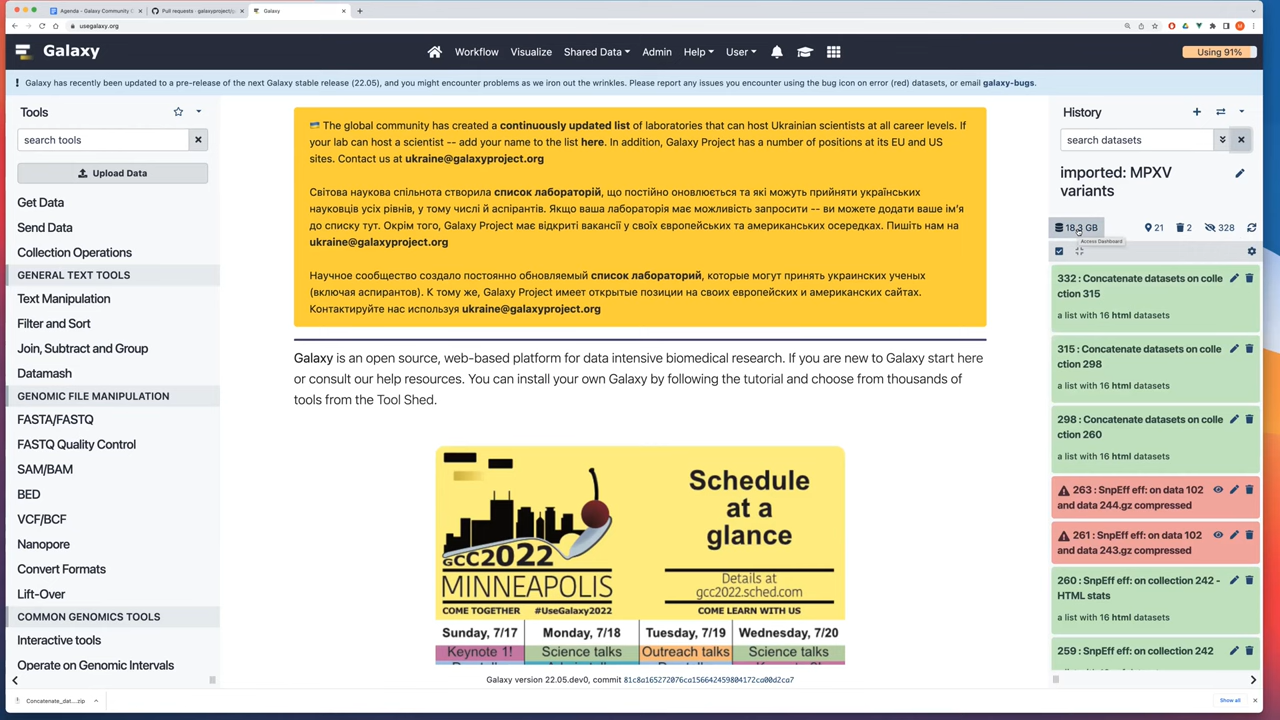 Agenda - Galaxy Community C
Pull requests · galaxyproject/g
Galaxy
usegalaxy.org
Galaxy
Workflow
Visualize
Shared Data
Admin
Help
User
Using 91%
Galaxy has recently been updated to a pre-release of the next Galaxy stable release (22.05), and you might encounter problems as we iron out the wrinkles. Please report any issues you encounter using the bug icon on error (red) datasets, or email galaxy-bugs.
Tools
search tools
Upload Data
Get Data
Send Data
Collection Operations
GENERAL TEXT TOOLS
Text Manipulation
Filter and Sort
Join, Subtract and Group
Datamash
GENOMIC FILE MANIPULATION
FASTA/FASTQ
FASTQ Quality Control
SAM/BAM
BED
VCF/BCF
Nanopore
Convert Formats
Lift-Over
COMMON GENOMICS TOOLS
Interactive tools
Operate on Genomic Intervals
The global community has created a continuously updated list of laboratories that can host Ukrainian scientists at all career levels. If
your lab can host a scientist -- add your name to the list here. In addition, Galaxy Project has a number of positions at its EU and US
sites. Contact us at ukraine@galaxyproject.org
Світова наукова спільнота створила список лабораторій, що постійно оновлюється та які можуть прийняти українських
науковців усіх рівнів, у тому числі й аспірантів. Якщо ваша лабораторія має можливість запросити -- ви можете додати ваше ім'я
до списку тут. Окрім того, Galaxy Project має відкриті вакансії у своїх європейських та американських осередках. Пишіть нам на
ukraine@galaxyproject.org
Научное сообщество создало постоянно обновляемый список лабораторий, которые могут принять украинских ученых
(включая аспирантов). К тому же, Galaxy Project имеет открытые позиции на своих европейских и американских сайтах.
Контактируйте нас используя ukraine@galaxyproject.org
Galaxy is an open source, web-based platform for data intensive biomedical research. If you are new to Galaxy start here
or consult our help resources. You can install your own Galaxy by following the tutorial and choose from thousands of
tools from the Tool Shed.
GCC2022
MINNEAPOLIS
COME TOGETHER #UseGalaxy2022
Schedule
at a
glance
Details at
gcc2022.sched.com
COME LEARN WITH US
Sunday, 7/17 Monday, 7/18 Tuesday, 7/19 Wednesday, 7/20
Keynote 1! Science talks Outreach talks Science talks
Galaxy version 22.05.dev0, commit 81c8a165272076ca156642459804172ca00d2ca7
History
search datasets
imported: MPXV
variants
18.3 GB
21
2
328
Access Dashboard
332 : Concatenate datasets on colle
ction 315
a list with 16 html datasets
315 : Concatenate datasets on colle
ction 298
a list with 16 html datasets
298 : Concatenate datasets on colle
ction 260
a list with 16 html datasets
263 : SnpEff eff: on data 102
and data 244.gz compressed
261 : SnpEff eff: on data 102
and data 243.gz compressed
260 : SnpEff eff: on collection 242 -
HTML stats
a list with 16 html datasets
259 : SnpEff eff: on collection 242
Concatenate_dat....zip
Show all